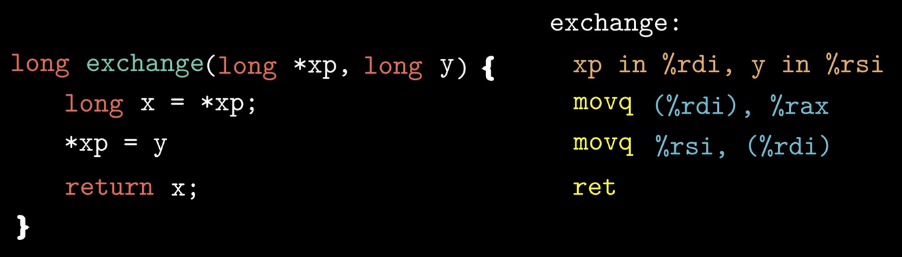 long exchange(long *xp, long y) {
long x = *xp;
*xp = y
return x;
}
exchange:
xp in %rdi, y in %rsi
movq (%rdi), %rax
movq %rsi, (%rdi)
ret